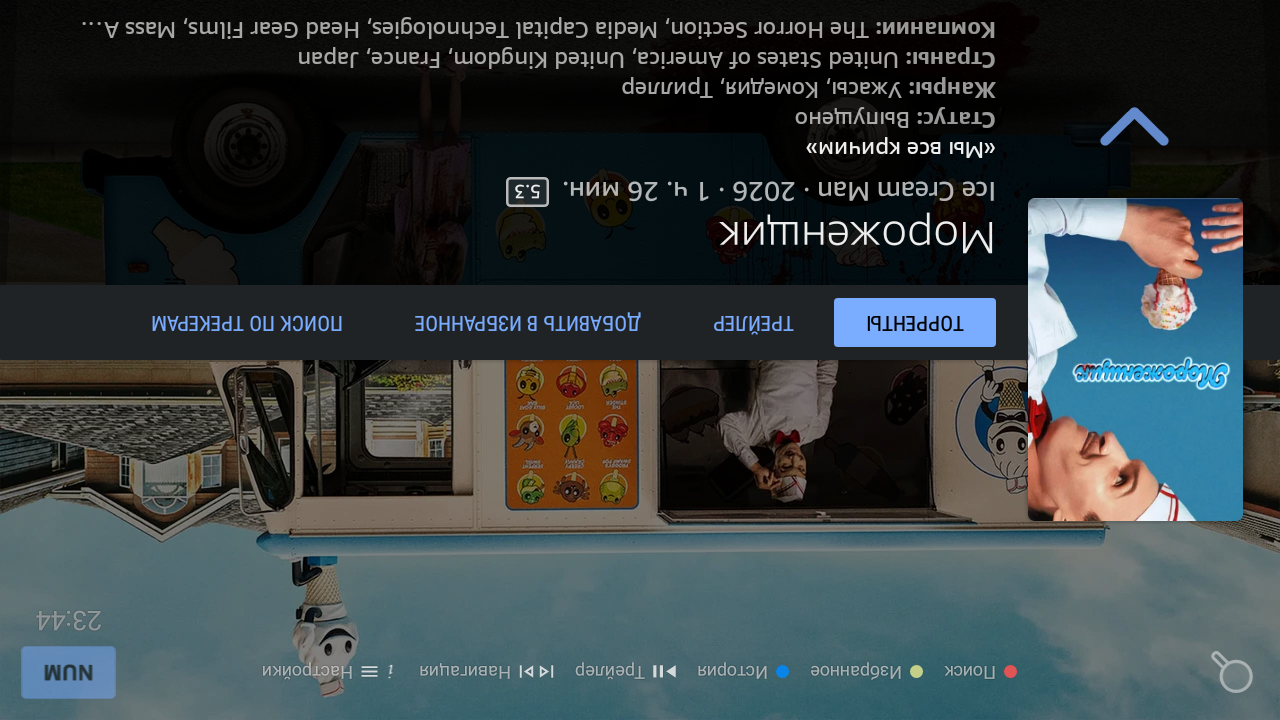 Поиск Избранное История Трейлер Навигация Настройки
NUM
23:44
Мороженщик
ТОРРЕНТЫ ТРЕЙЛЕР ДОБАВИТЬ В ИЗБРАННОЕ ПОИСК ПО ТРЕКЕРАМ
Мороженщик
Ice Cream Man · 2026 · 1 ч. 26 мин. 5.3
«Мы все кричим»
Статус: Выпущено
Жанры: Ужасы, Комедия, Триллер
Страны: United States of America, United Kingdom, France, Japan
Компании: The Horror Section, Media Capital Technologies, Head Gear Films, Mass A…